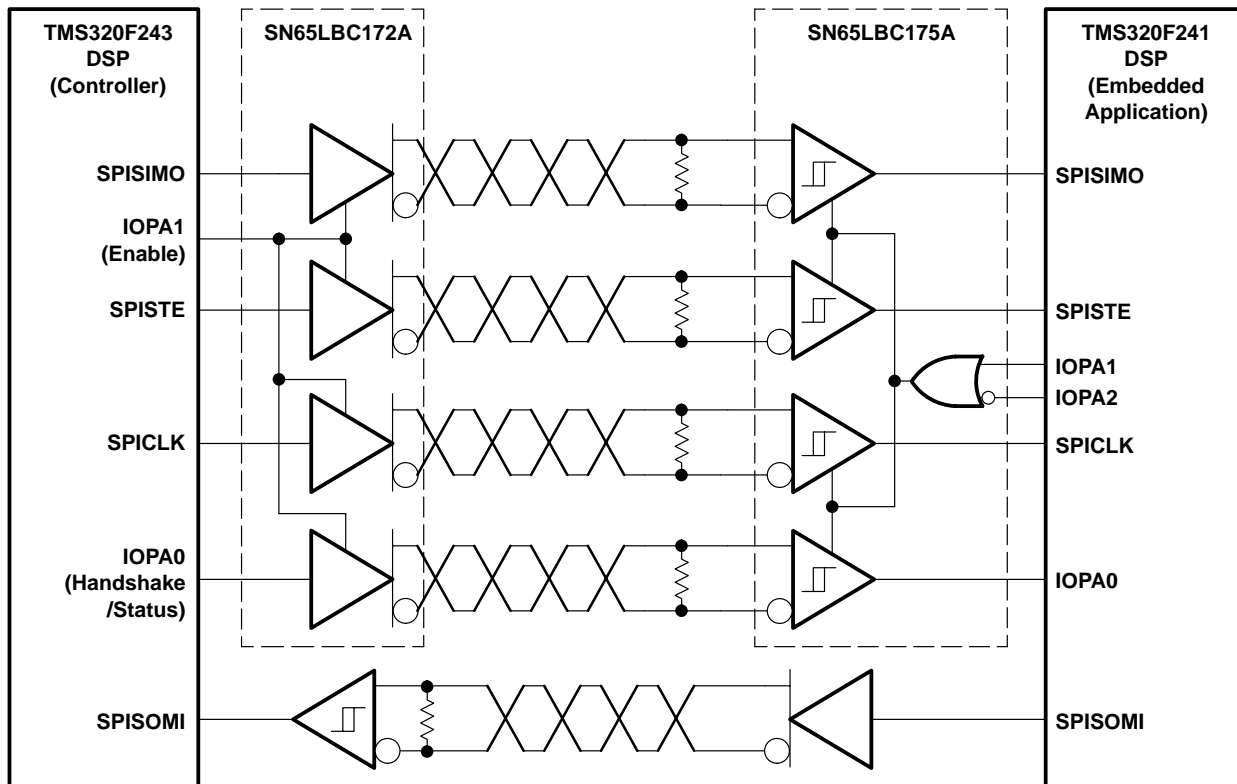 TMS320F243
DSP
(Controller)
SN65LBC172A
SN65LBC175A
TMS320F241
DSP
(Embedded
Application)
SPISIMO
SPISIMO
IOPA1
(Enable)
SPISTE
SPISTE
IOPA1
IOPA2
SPICLK
SPICLK
IOPA0
(Handshake
/Status)
IOPA0
SPISOMI
SPISOMI